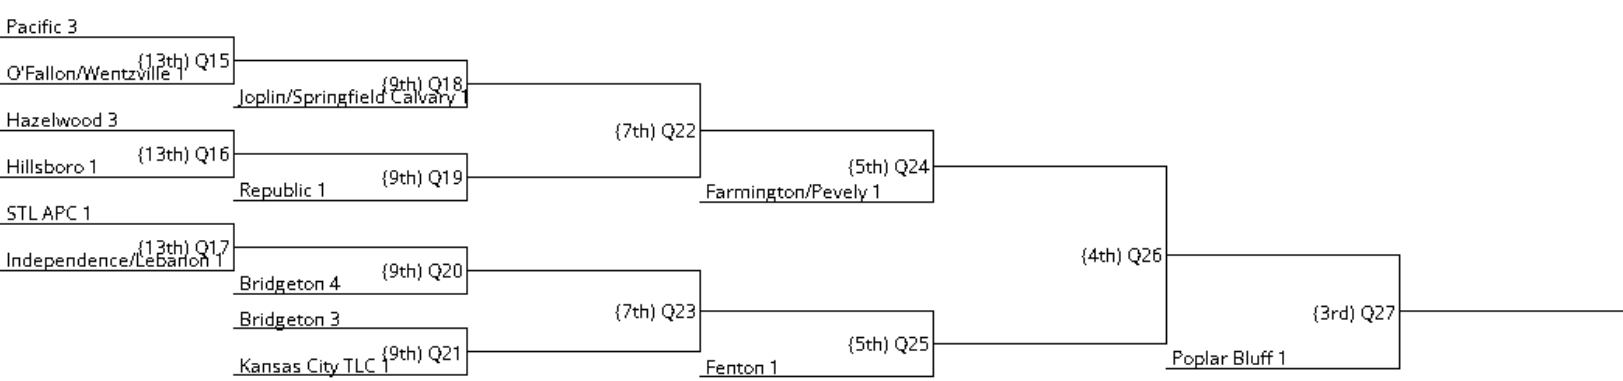 Pacific 3
{13th) Q15
O'Fallon/Wentzville 1
{9th) Q18
Joplin/Springfield Calvary 1
Hazelwood 3
{7th) Q22
{13th) Q16
Hillsboro 1
{5th) Q24
{9th) Q19
Republic 1
Farmington/Pevely 1
STL APC 1
{13th) Q17
Independence/Lebanon 1
{4th) Q26
{9th) Q20
Bridgeton 4
{7th) Q23
{3rd) Q27
Bridgeton 3
{5th) Q25
{9th) Q21
Kansas City TLC 1
Fenton 1
Poplar Bluff 1